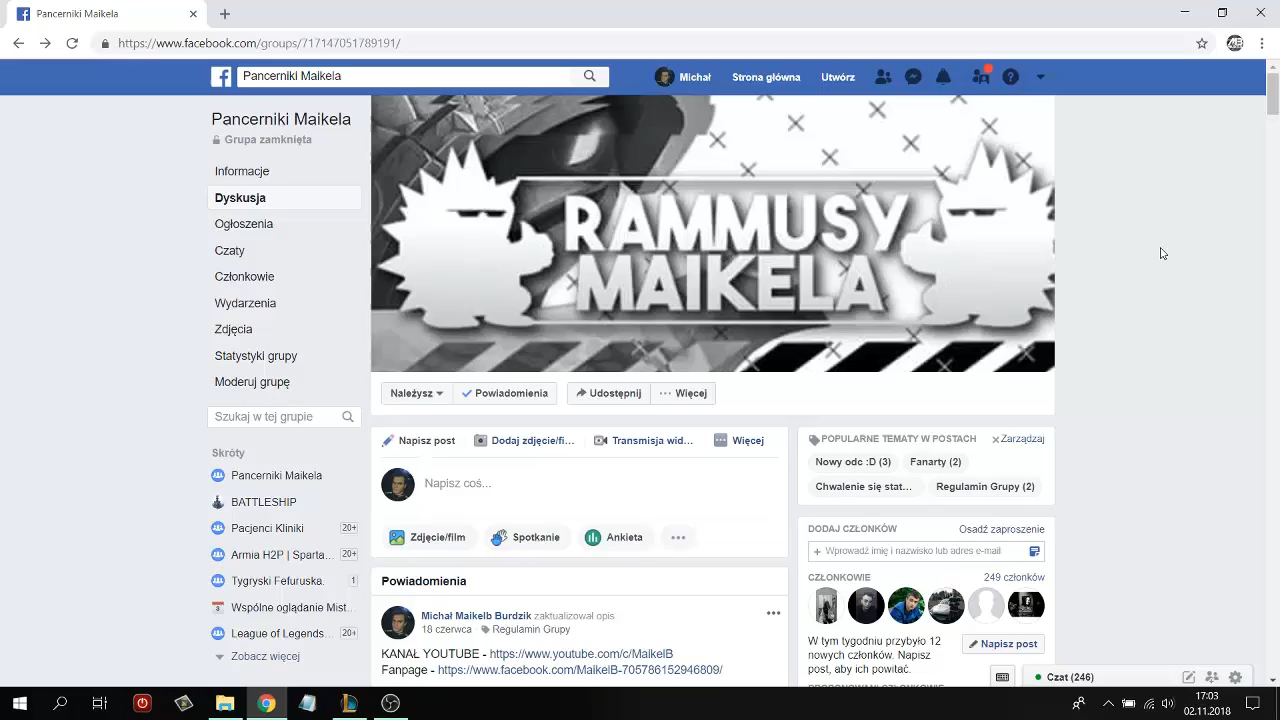 Pancerniki Maikela
https://www.facebook.com/groups/717147051789191/
Pancerniki Maikela
Michał
Strona główna
Utwórz
Pancerniki Maikela
Grupa zamknięta
Informacje
Dyskusja
Ogłoszenia
Czaty
Członkowie
Wydarzenia
Zdjęcia
Statystyki grupy
Moderuj grupę
Szukaj w tej grupie
Skróty
Pancerniki Maikela
BATTLESHIP
Pacjenci Kliniki 20+
Armia H2P | Sparta... 20+
Tygryski Fefuruska. 1
Wspólne oglądanie Mist...
League of Legends... 20+
Zobacz więcej
RAMMUSY
MAIKELA
Należysz
Powiadomienia
Udostępnij
Więcej
Napisz post
Dodaj zdjęcie/fi...
Transmisja wid...
Więcej
Napisz coś...
Zdjęcie/film
Spotkanie
Ankieta
Powiadomienia
Michał Maikelb Burdzik zaktualizował opis
18 czerwca Regulamin Grupy
KANAŁ YOUTUBE - https://www.youtube.com/c/MaikelB
Fanpage - https://www.facebook.com/MaikelB-705786152946809/
POPULARNE TEMATY W POSTACH
Zarządzaj
Nowy odc :D (3)
Fanarty (2)
Chwalenie się stat...
Regulamin Grupy (2)
DODAJ CZŁONKÓW
Osadź zaproszenie
+ Wprowadź imię i nazwisko lub adres e-mail
CZŁONKOWIE
249 członków
W tym tygodniu przybyło 12
nowych członków. Napisz
post, aby ich powitać.
Napisz post
Czat (246)
17:03
02.11.2018